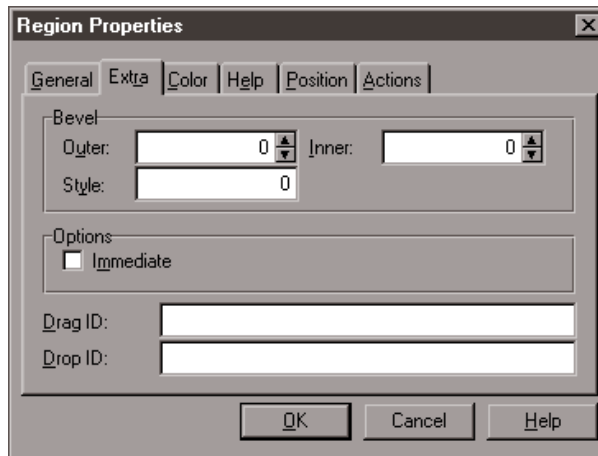 Region Properties
General Extra Color Help Position Actions
Bevel
Outer: 0 Inner: 0
Style: 0
Options
Immediate
Drag ID:
Drop ID:
OK Cancel Help